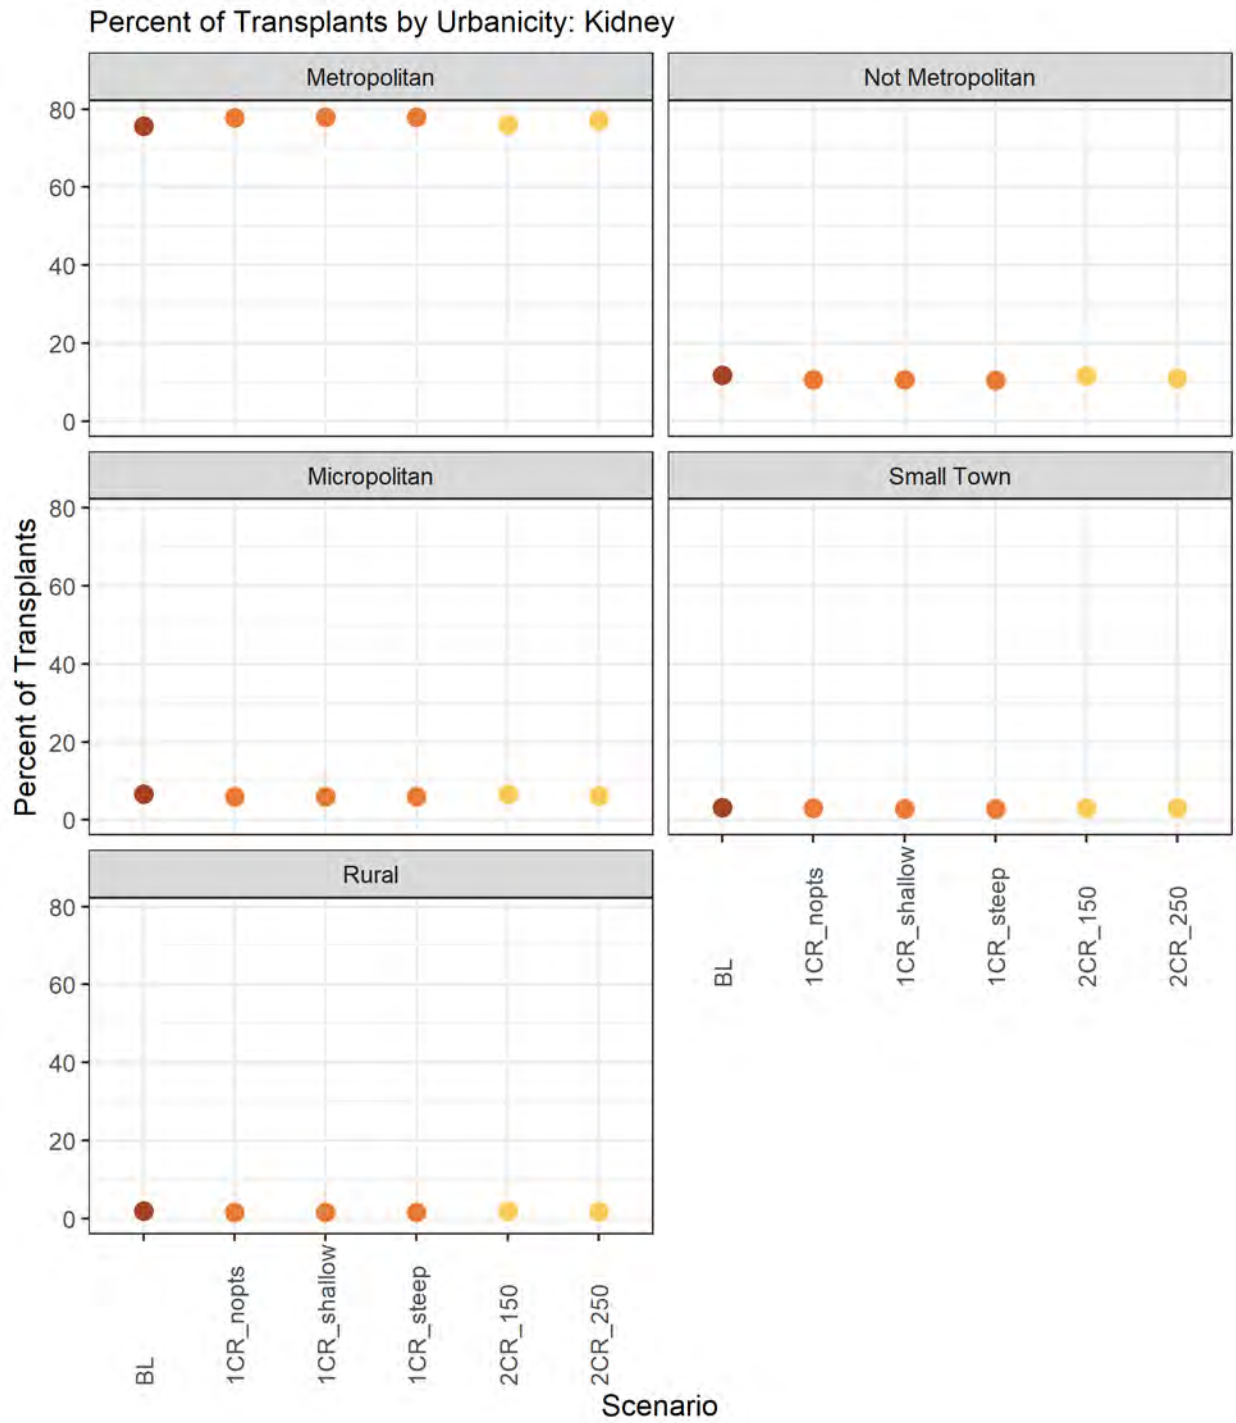 Percent of Transplants by Urbanicity: Kidney
Metropolitan
Not Metropolitan
80
60
40
20
0
Micropolitan
Small Town
80
60
40
20
0
Percent of Transplants
Rural
80
60
40
20
0
BL
1CR_nopts
1CR_shallow
1CR_steep
2CR_150
2CR_250
BL
1CR_nopts
1CR_shallow
1CR_steep
2CR_150
2CR_250
Scenario